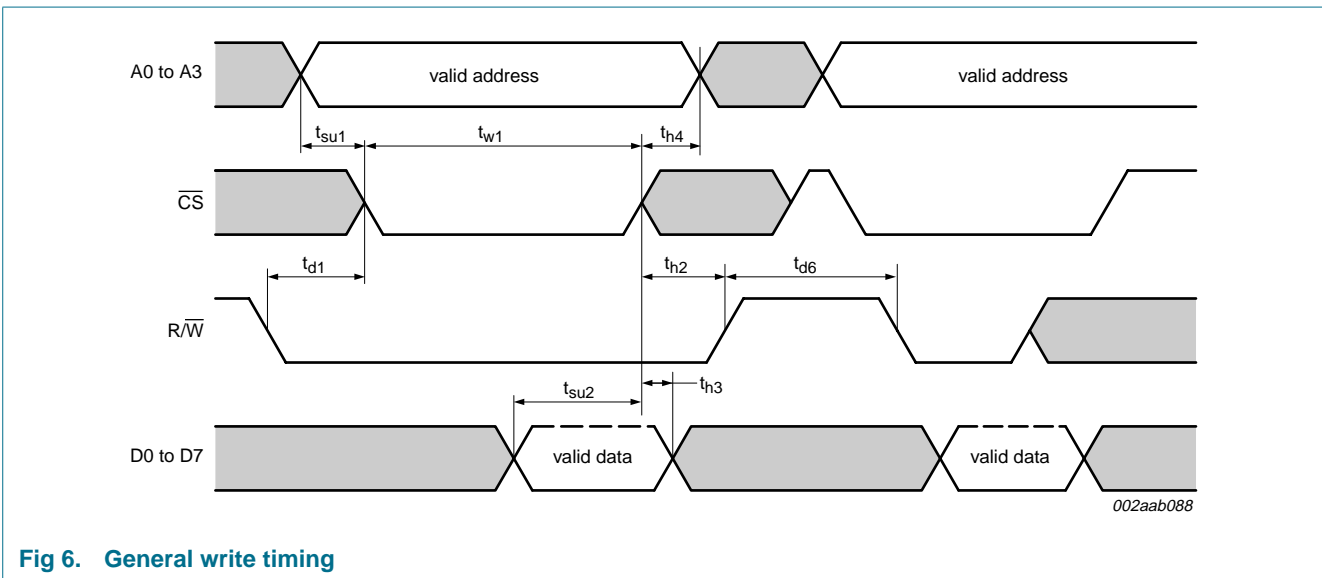 A0 to A3
valid address
valid address
tsu1
tw1
th4
CS
td1
th2
td6
R/W
tsu2
th3
D0 to D7
valid data
valid data
002aab088
Fig 6. General write timing